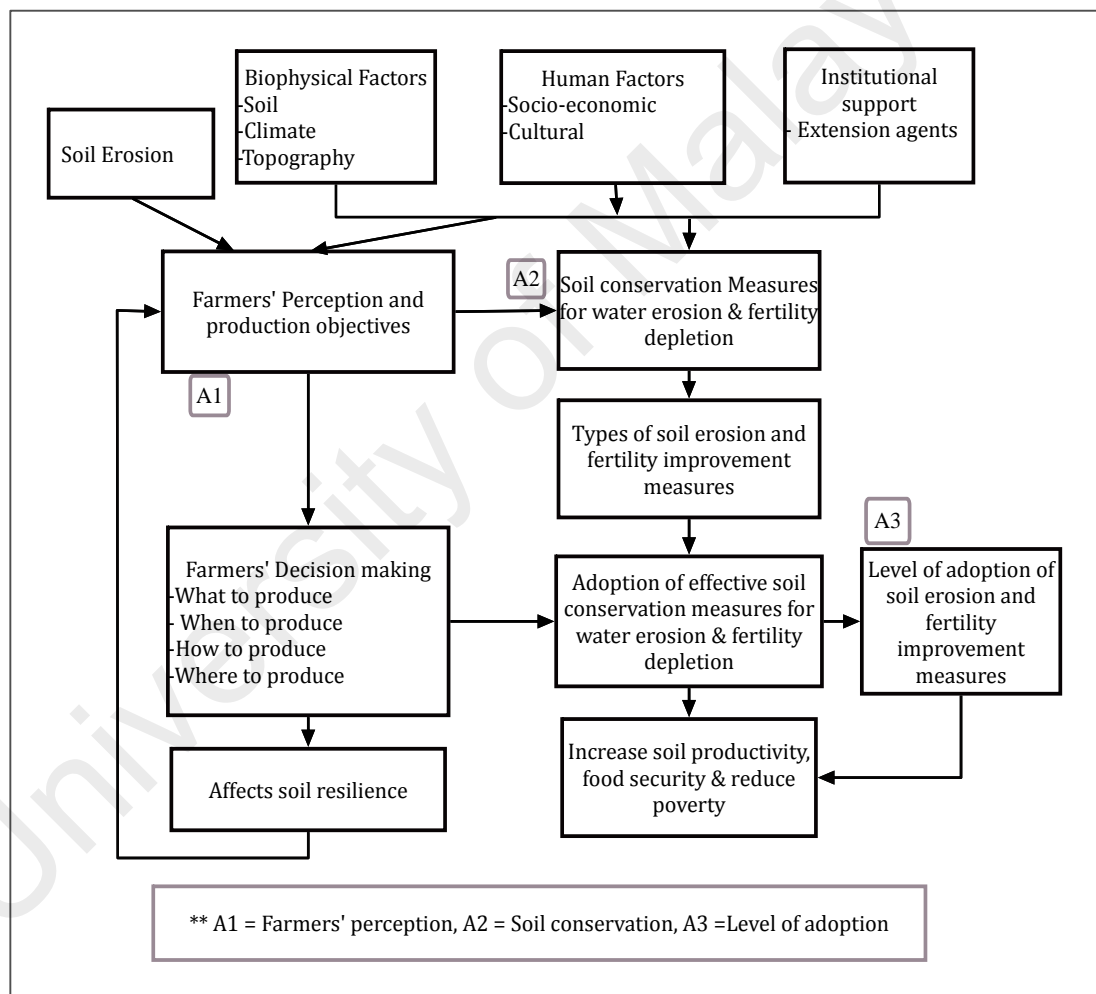 Biophysical Factors
-Soil
-Climate
-Topography
Human Factors
-Socio-economic
-Cultural
Institutional
support
- Extension agents
Soil Erosion
Farmers' Perception and
production objectives
A2
Soil conservation Measures
for water erosion & fertility
depletion
A1
Types of soil erosion and
fertility improvement
measures
A3
Farmers' Decision making
-What to produce
- When to produce
-How to produce
-Where to produce
Adoption of effective soil
conservation measures for
water erosion & fertility
depletion
Level of adoption of
soil erosion and
fertility
improvement
measures
Affects soil resilience
Increase soil productivity,
food security & reduce
poverty
** A1 = Farmers' perception, A2 = Soil conservation, A3 =Level of adoption
University of Malay